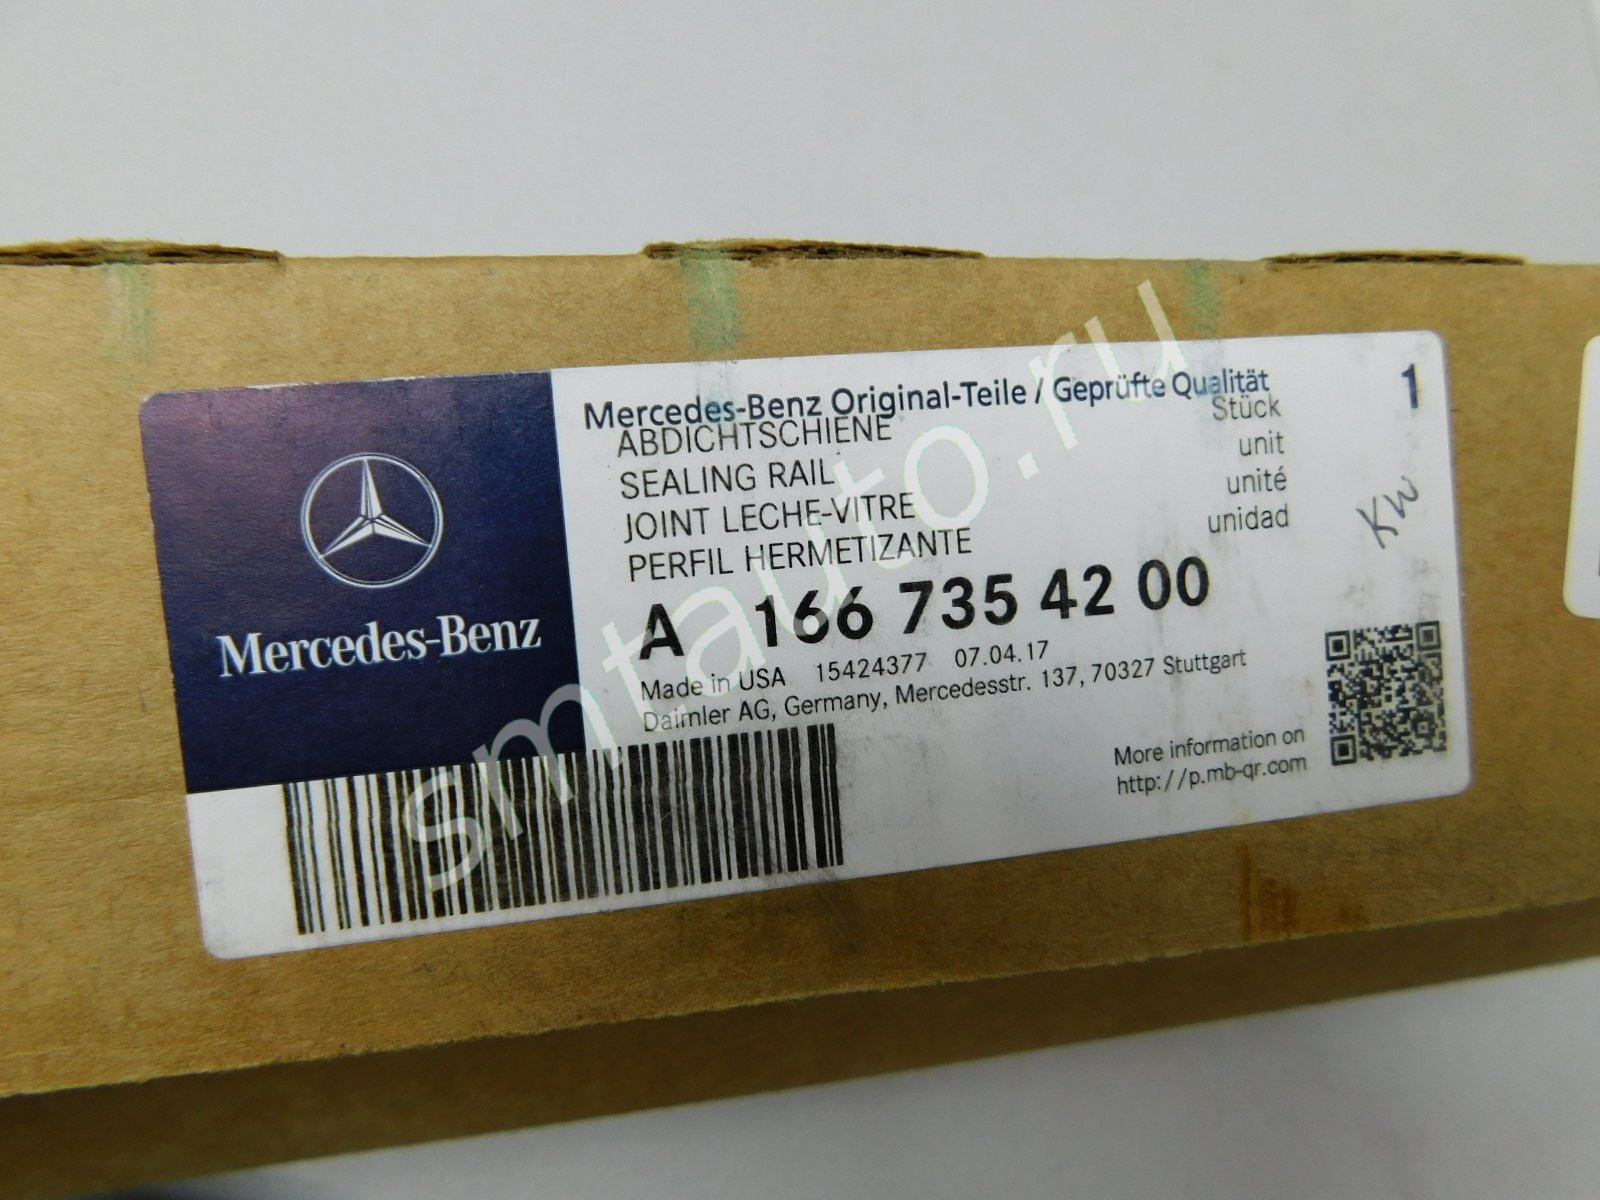 Mercedes-Benz Original-Teile / Geprüfte Qualität
1
ABDICHTSCHIENE
Stück
SEALING RAIL
unit
JOINT LECHE-VITRE
unité
PERFIL HERMETIZANTE
unidad
KW
A 166 735 42 00
Made in USA 15424377 07.04.17
Daimler AG, Germany, Mercedesstr. 137, 70327 Stuttgart
More information on
http://p.mb-qr.com
Mercedes-Benz
smtauto.ru